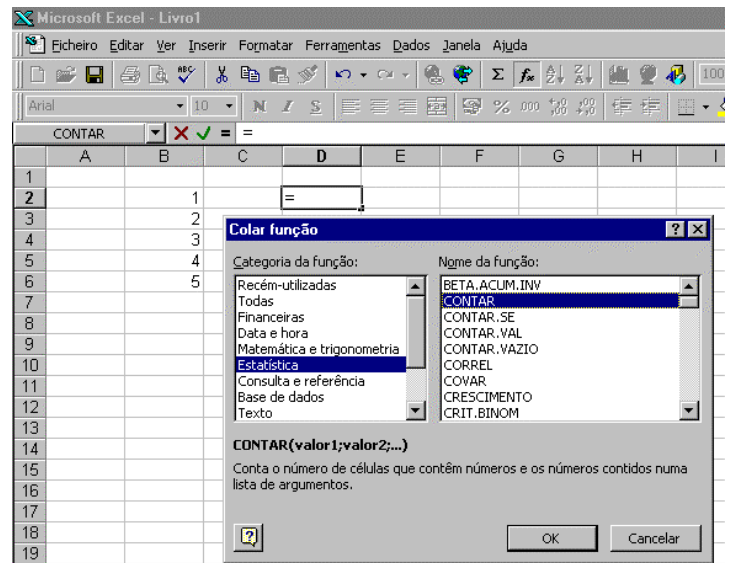 Microsoft Excel - Livro1
Ficheiro Editar Ver Inserir Formatar Ferramentas Dados Janela Ajuda
ABC Σ fx A Z Z A 100
Arial 10 N I S % 000
CONTAR = =
A B C D E F G H I
1
2 1 =
3 2
4 3
5 4
6 5
7
8
9
10
11
12
13
14
15
16
17
18
19
Colar função
Categoria da função: Nome da função:
Recém-utilizadas BETA.ACUM.INV
Todas CONTAR
Financeiras CONTAR.SE
Data e hora CONTAR.VAL
Matemática e trigonometria CONTAR.VAZIO
Estatística CORREL
Consulta e referência COVAR
Base de dados CRESCIMENTO
Texto CRIT.BINOM
CONTAR(valor1;valor2;...)
Conta o número de células que contêm números e os números contidos numa
lista de argumentos.
OK Cancelar